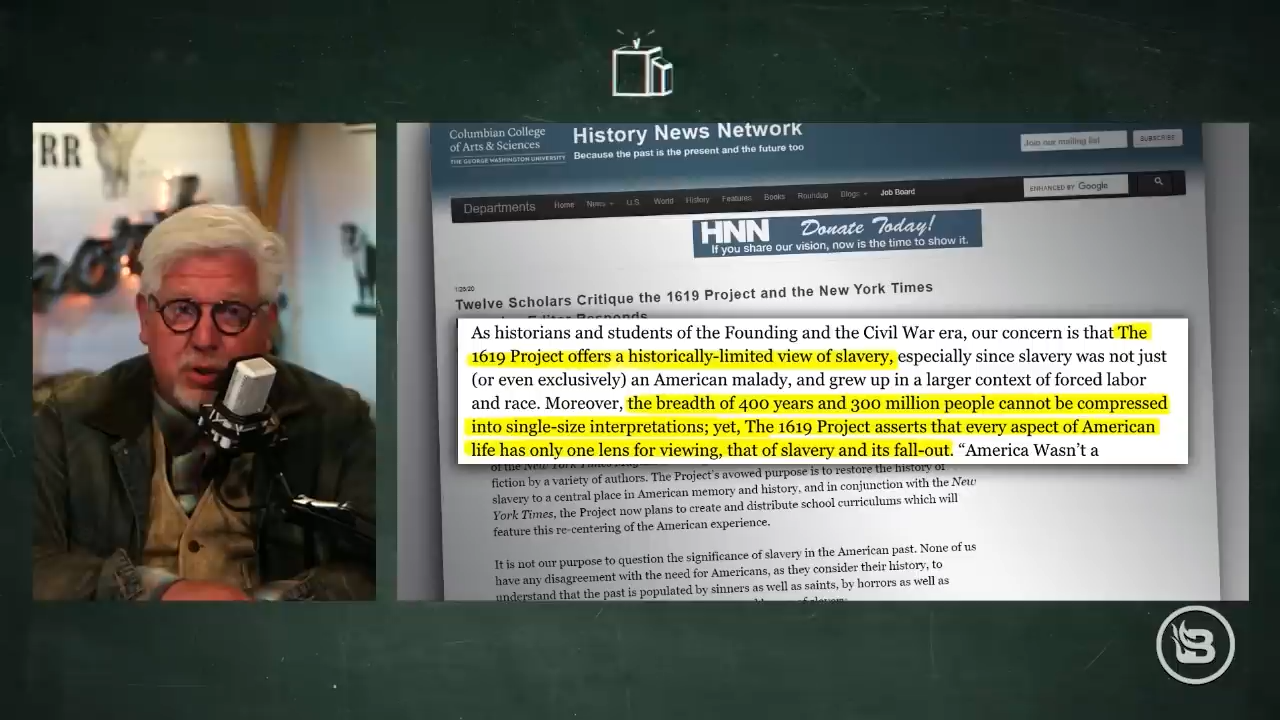 RR
Columbian College
of Arts & Sciences
THE GEORGE WASHINGTON UNIVERSITY
History News Network
Because the past is the present and the future too
Join our mailing list
SUBSCRIBE
Departments Home News U.S. World History Features Books Roundup Blogs Job Board
ENHANCED BY Google
HNN Donate Today!
If you share our vision, now is the time to show it.
1/26/20
Twelve Scholars Critique the 1619 Project and the New York Times
Editor Responds
As historians and students of the Founding and the Civil War era, our concern is that The
1619 Project offers a historically-limited view of slavery, especially since slavery was not just
(or even exclusively) an American malady, and grew up in a larger context of forced labor
and race. Moreover, the breadth of 400 years and 300 million people cannot be compressed
into single-size interpretations; yet, The 1619 Project asserts that every aspect of American
life has only one lens for viewing, that of slavery and its fall-out. “America Wasn’t a
of the New York Times
fiction by a variety of authors. The Project's avowed purpose is to restore the history of
slavery to a central place in American memory and history, and in conjunction with the New
York Times, the Project now plans to create and distribute school curriculums which will
feature this re-centering of the American experience.
It is not our purpose to question the significance of slavery in the American past. None of us
have any disagreement with the need for Americans, as they consider their history, to
understand that the past is populated by sinners as well as saints, by horrors as well as
B